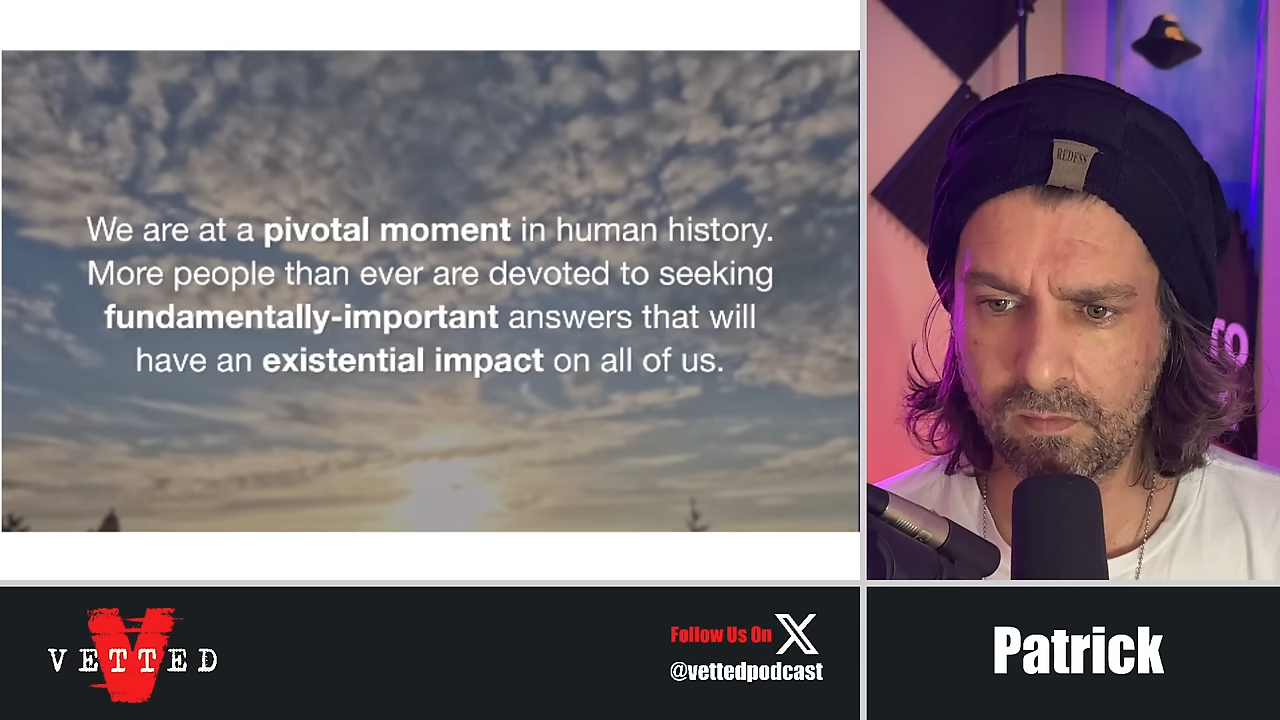 We are at a pivotal moment in human history.
More people than ever are devoted to seeking
fundamentally-important answers that will
have an existential impact on all of us.
REDESS
TO
VETTED
Follow Us On X
@vettedpodcast
Patrick